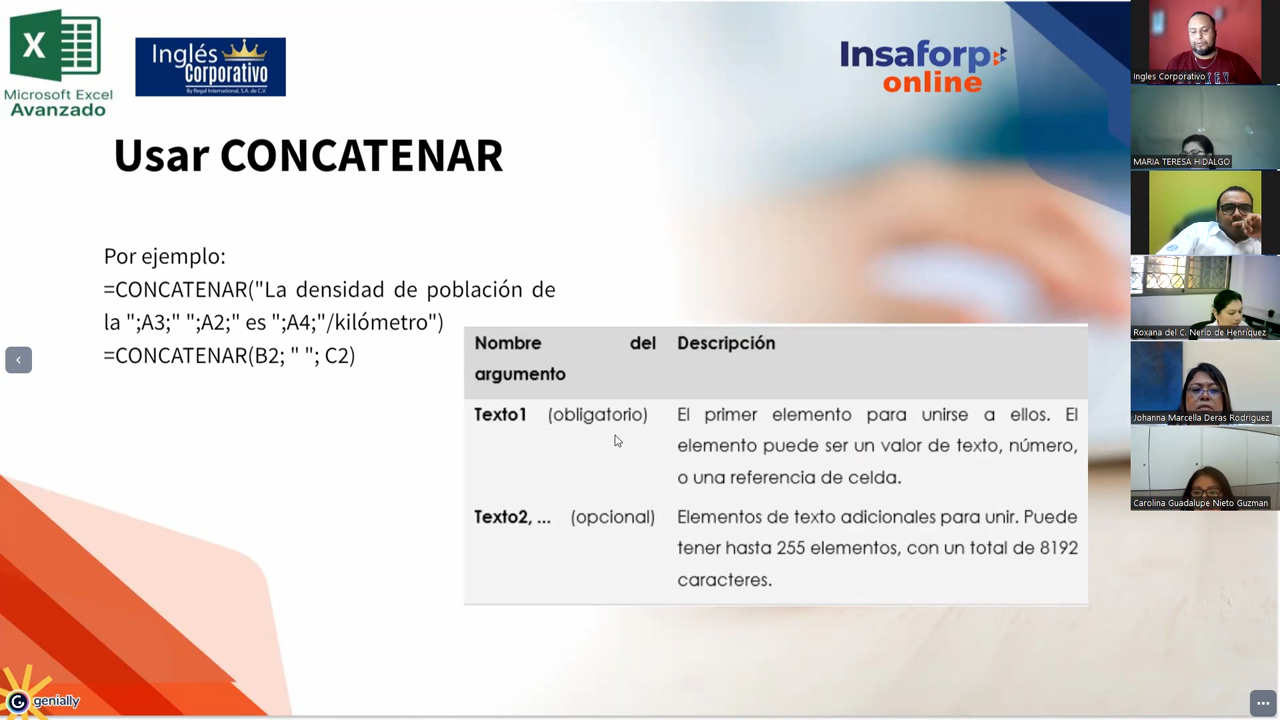 Microsoft Excel
Avanzado
Inglés
Corporativo
By Regal International, S.A. de C.V.
Insaforp
online
Usar CONCATENAR
Por ejemplo:
=CONCATENAR("La densidad de población de
la ";A3;" ";A2;" es ";A4;"/kilómetro")
=CONCATENAR(B2; " "; C2)
Nombre del
argumento
Descripción
Texto1 (obligatorio)
El primer elemento para unirse a ellos. El
elemento puede ser un valor de texto, número,
o una referencia de celda.
Texto2, ... (opcional)
Elementos de texto adicionales para unir. Puede
tener hasta 255 elementos, con un total de 8192
caracteres.
genially
Ingles Corporativo
MARIA TERESA HIDALGO
Roxana del C. Nerio de Henriquez
Johanna Marcella Deras Rodriguez
Carolina Guadalupe Nieto Guzman